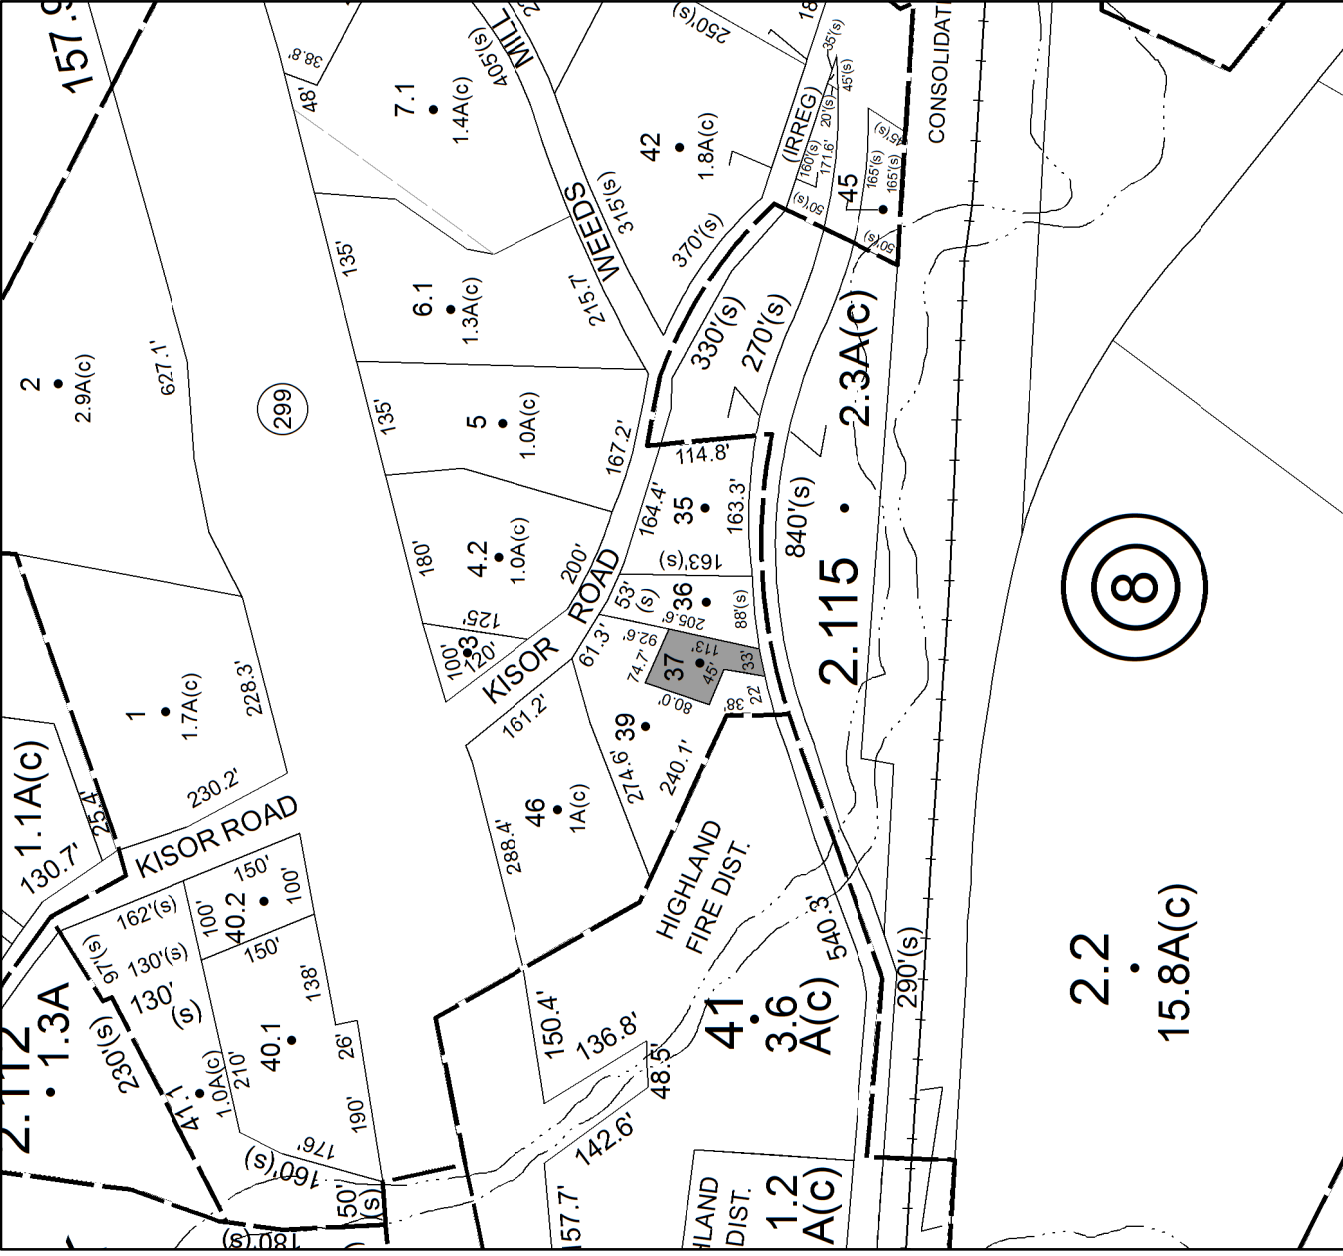 157.9
38.8'
48'
7.1
1.4A(c)
405'(s)
MILL
250'(s)
35'(s)
45'(s)
CONSOLIDATI
42
1.8A(c)
(IRREG)
20'(s)
160'(s)
171.6'
45'(s)
165'(s)
165'(s)
45
50'(s)
50'(s)
WEEDS
315'(s)
370'(s)
135'
6.1
1.3A(c)
215.7'
330'(s)
270'(s)
2.3A(c)
2
2.9A(c)
627.1'
299
135'
5
1.0A(c)
167.2'
114.8'
164.4'
35
163.3'
840'(s)
180'
4.2
1.0A(c)
200'
163'(s)
ROAD
53'
(s)
36
205.6'
88'(s)
2.115
8
125'
3
100'
120'
KISOR
61.3'
92.6'
74.7'
37
113'
45'
33'
80.0'
38'
22'
1
1.7A(c)
228.3'
161.2'
39
274.6'
240.1'
1.1A(c)
25.4'
230.2'
130.7'
KISOR ROAD
46
1A(c)
288.4'
HIGHLAND
FIRE DIST.
150'
100'
40.2
100'
162'(s)
150'
97'(s)
130'(s)
130'
(s)
138'
540.3'
290'(s)
2.2
15.8A(c)
2.112
1.3A
230'(s)
40.1
26'
150.4'
136.8'
48.5'
41
3.6
A(c)
41.1
1.0A(c)
210'
190'
176'
160'(s)
142.6'
50'
(s)
180'(s)
157.7'
HLAND
DIST.
1.2
A(c)